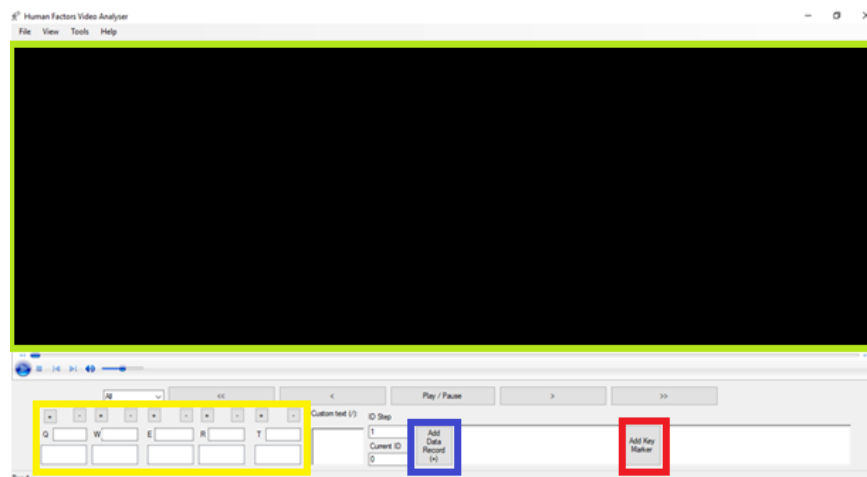 Human Factors Video Analyser
File View Tools Help
All << < Play / Pause > >>
+ - + - + - + - + -
Custom text (/):
ID Step
Q W E R T
1
Current ID
0
Add
Data
Record
(+)
Add Key
Marker